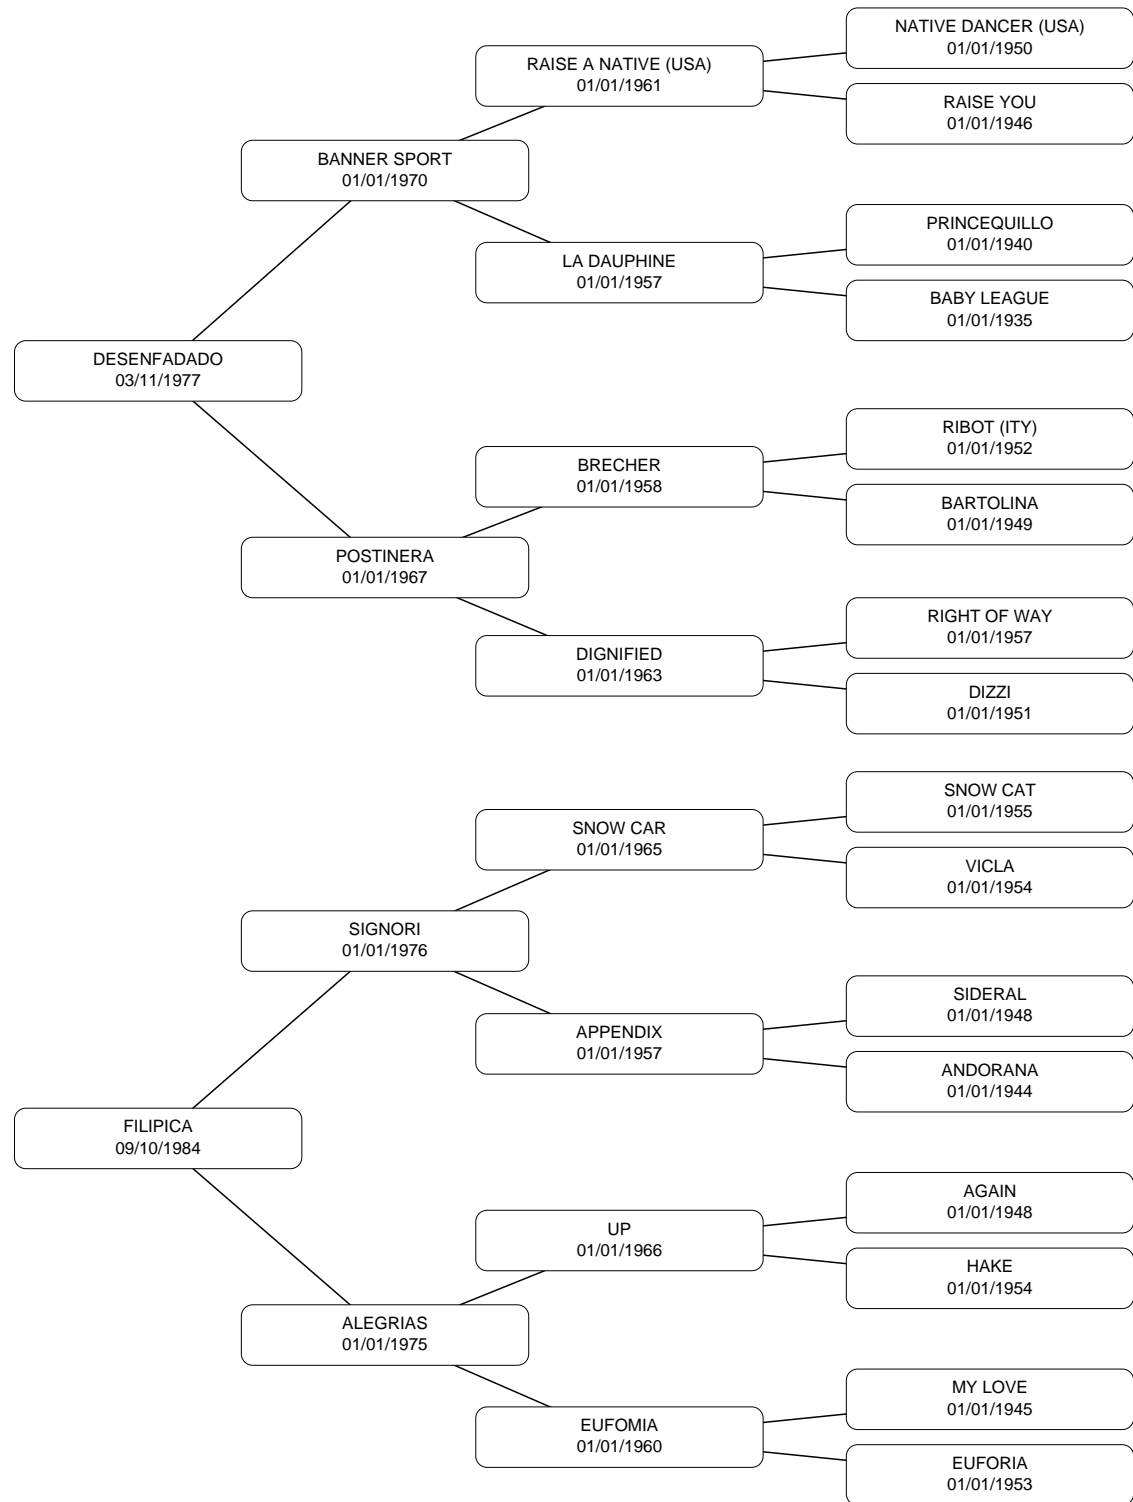 NATIVE DANCER (USA)
01/01/1950
RAISE A NATIVE (USA)
01/01/1961
RAISE YOU
01/01/1946
BANNER SPORT
01/01/1970
PRINCEQUILLO
01/01/1940
LA DAUPHINE
01/01/1957
BABY LEAGUE
01/01/1935
DESENFADADO
03/11/1977
RIBOT (ITY)
01/01/1952
BRECHER
01/01/1958
BARTOLINA
01/01/1949
POSTINERA
01/01/1967
RIGHT OF WAY
01/01/1957
DIGNIFIED
01/01/1963
DIZZI
01/01/1951
SNOW CAT
01/01/1955
SNOW CAR
01/01/1965
VICLA
01/01/1954
SIGNORI
01/01/1976
SIDERAL
01/01/1948
APPENDIX
01/01/1957
ANDORANA
01/01/1944
FILIPICA
09/10/1984
AGAIN
01/01/1948
UP
01/01/1966
HAKE
01/01/1954
ALEGRIAS
01/01/1975
MY LOVE
01/01/1945
EUFOMIA
01/01/1960
EUFORIA
01/01/1953